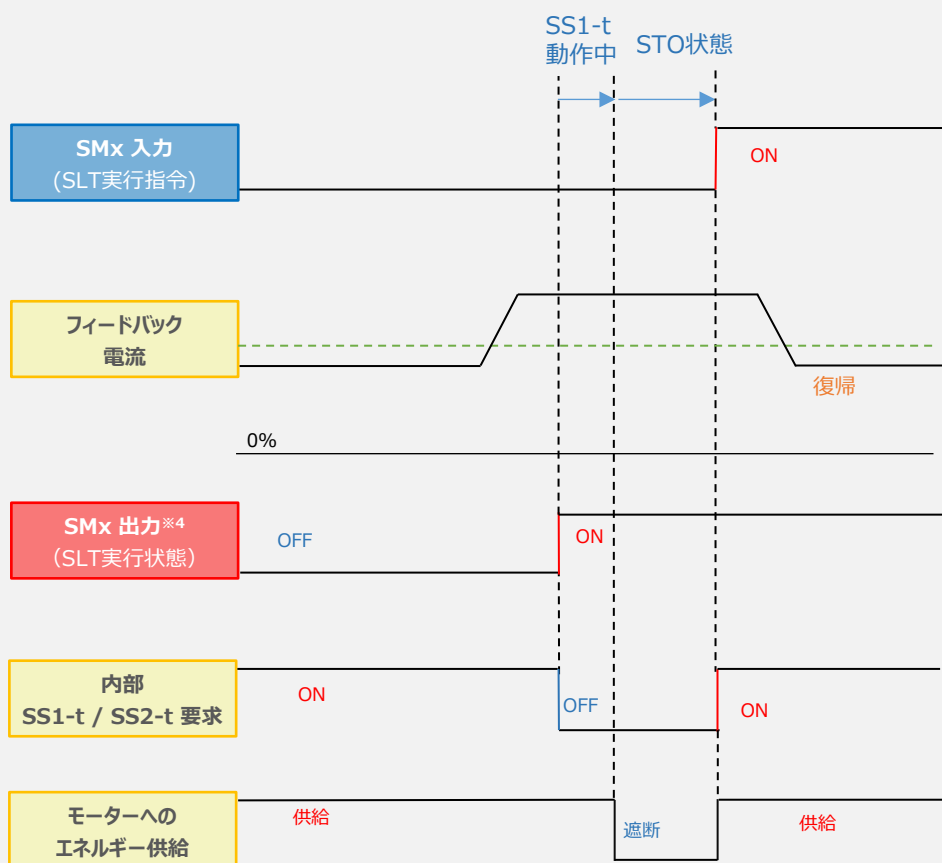 SS1-t
動作中
STO状態
SMx 入力
(SLT実行指令)
ON
フィードバック
電流
復帰
0%
SMx 出力※4
（SLT実行状態）
OFF
ON
内部
SS1-t / SS2-t 要求
ON
OFF
ON
モーターへの
エネルギー供給
供給
遮断
供給